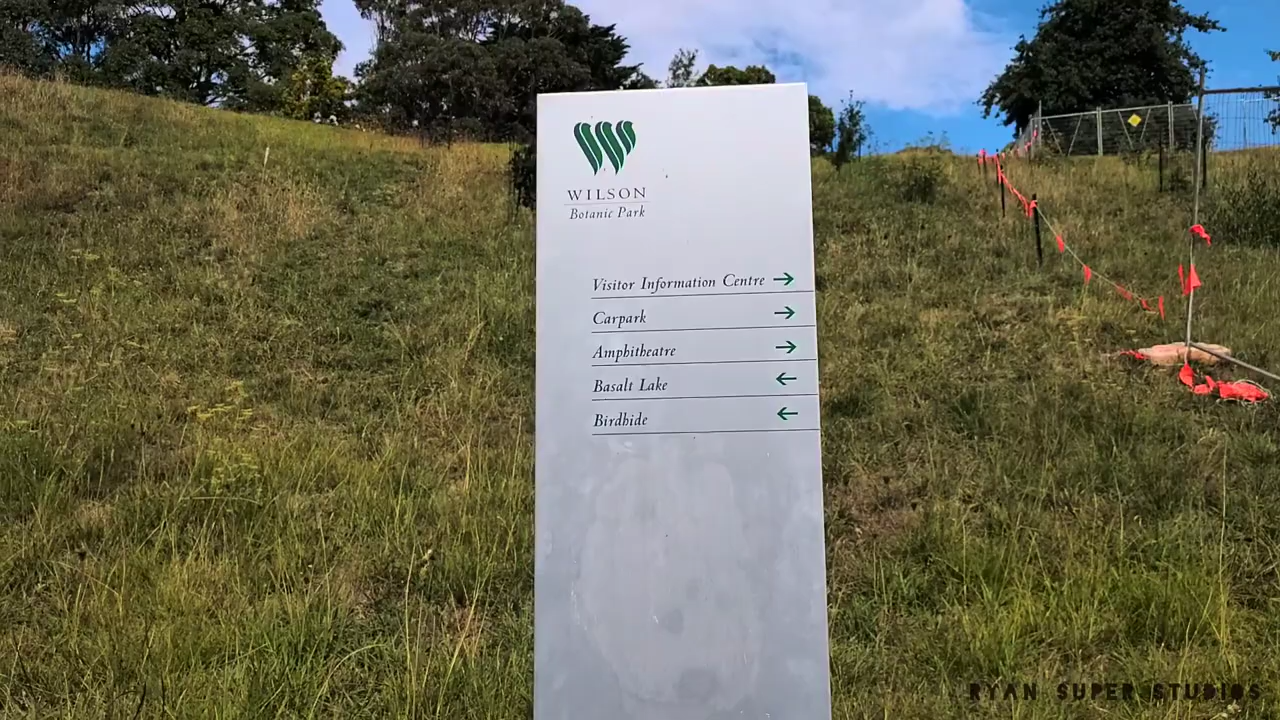 WILSON
Botanic Park
Visitor Information Centre →
Carpark →
Amphitheatre →
Basalt Lake ←
Birdhide ←
RYAN SUPER STUDIOS